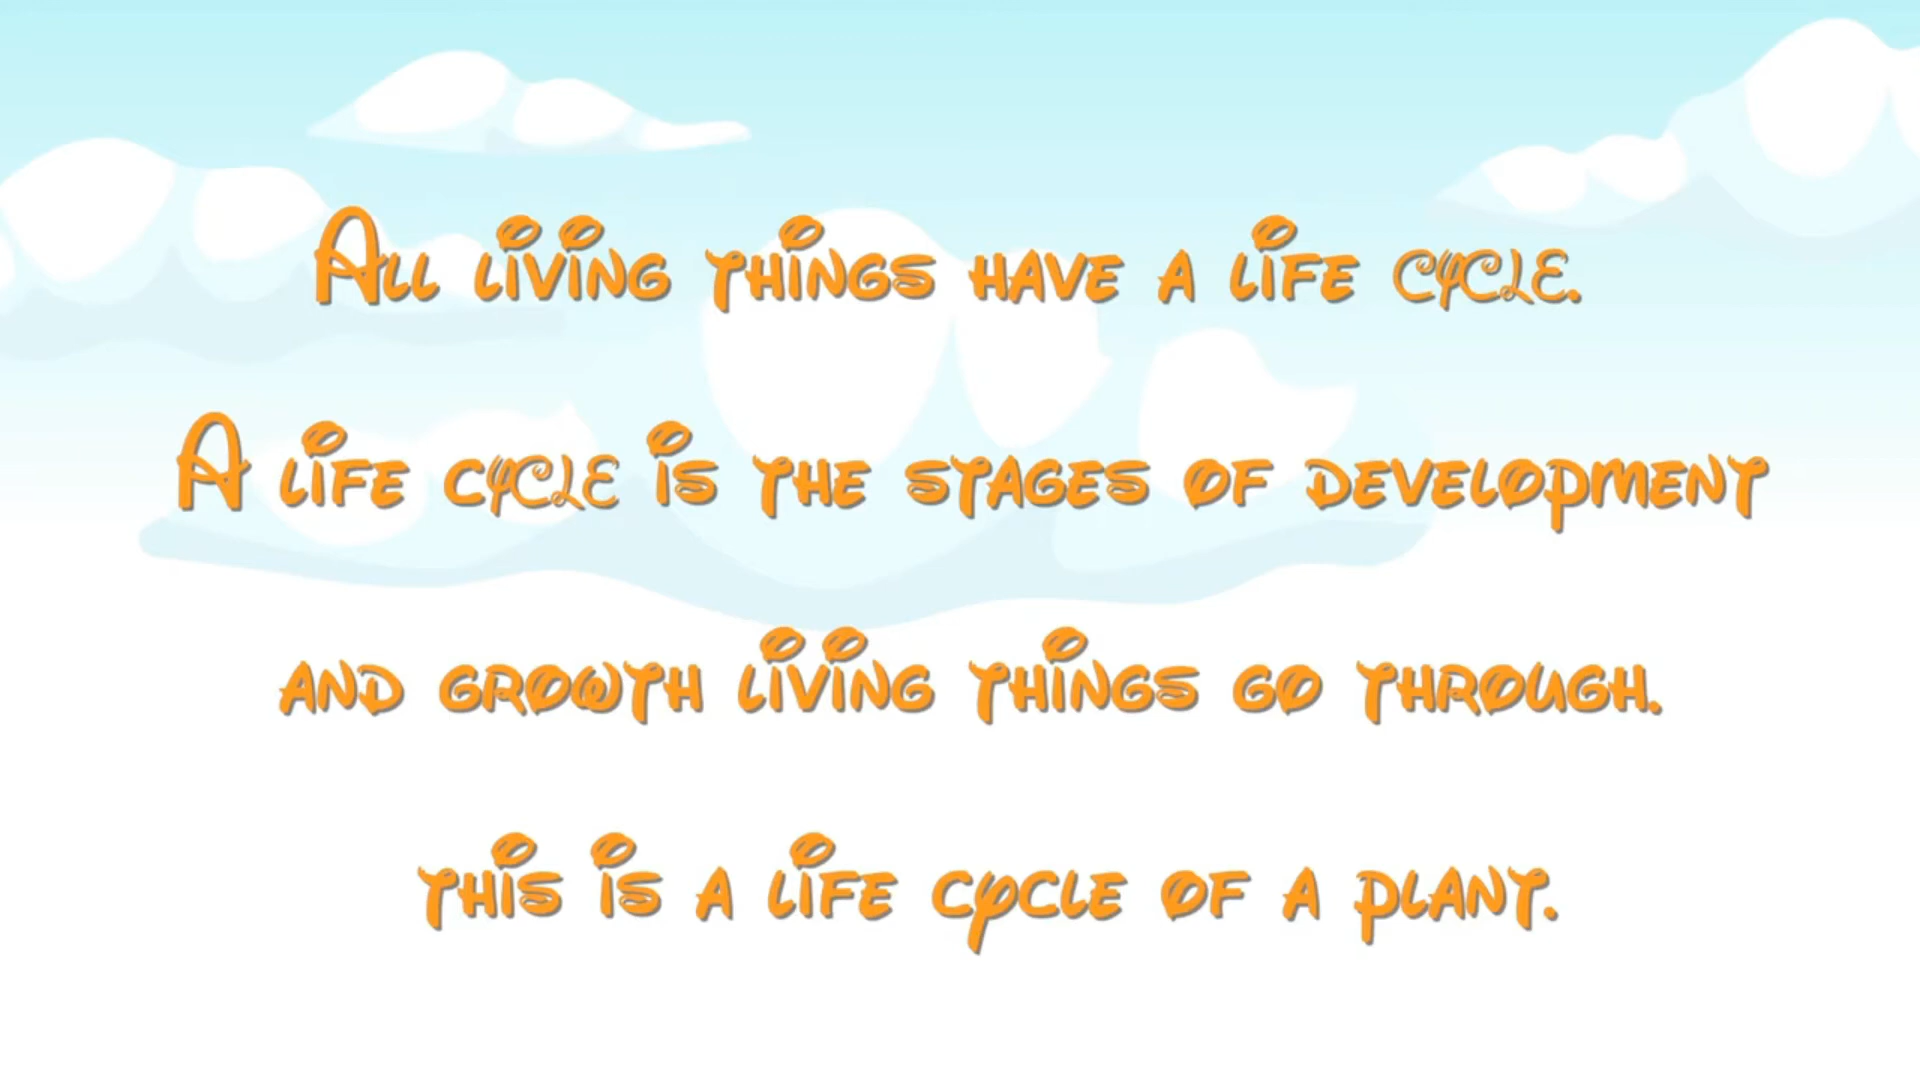 All living things have a life cycle.
A life cycle is the stages of development
and growth living things go through.
this is a life cycle of a plant.